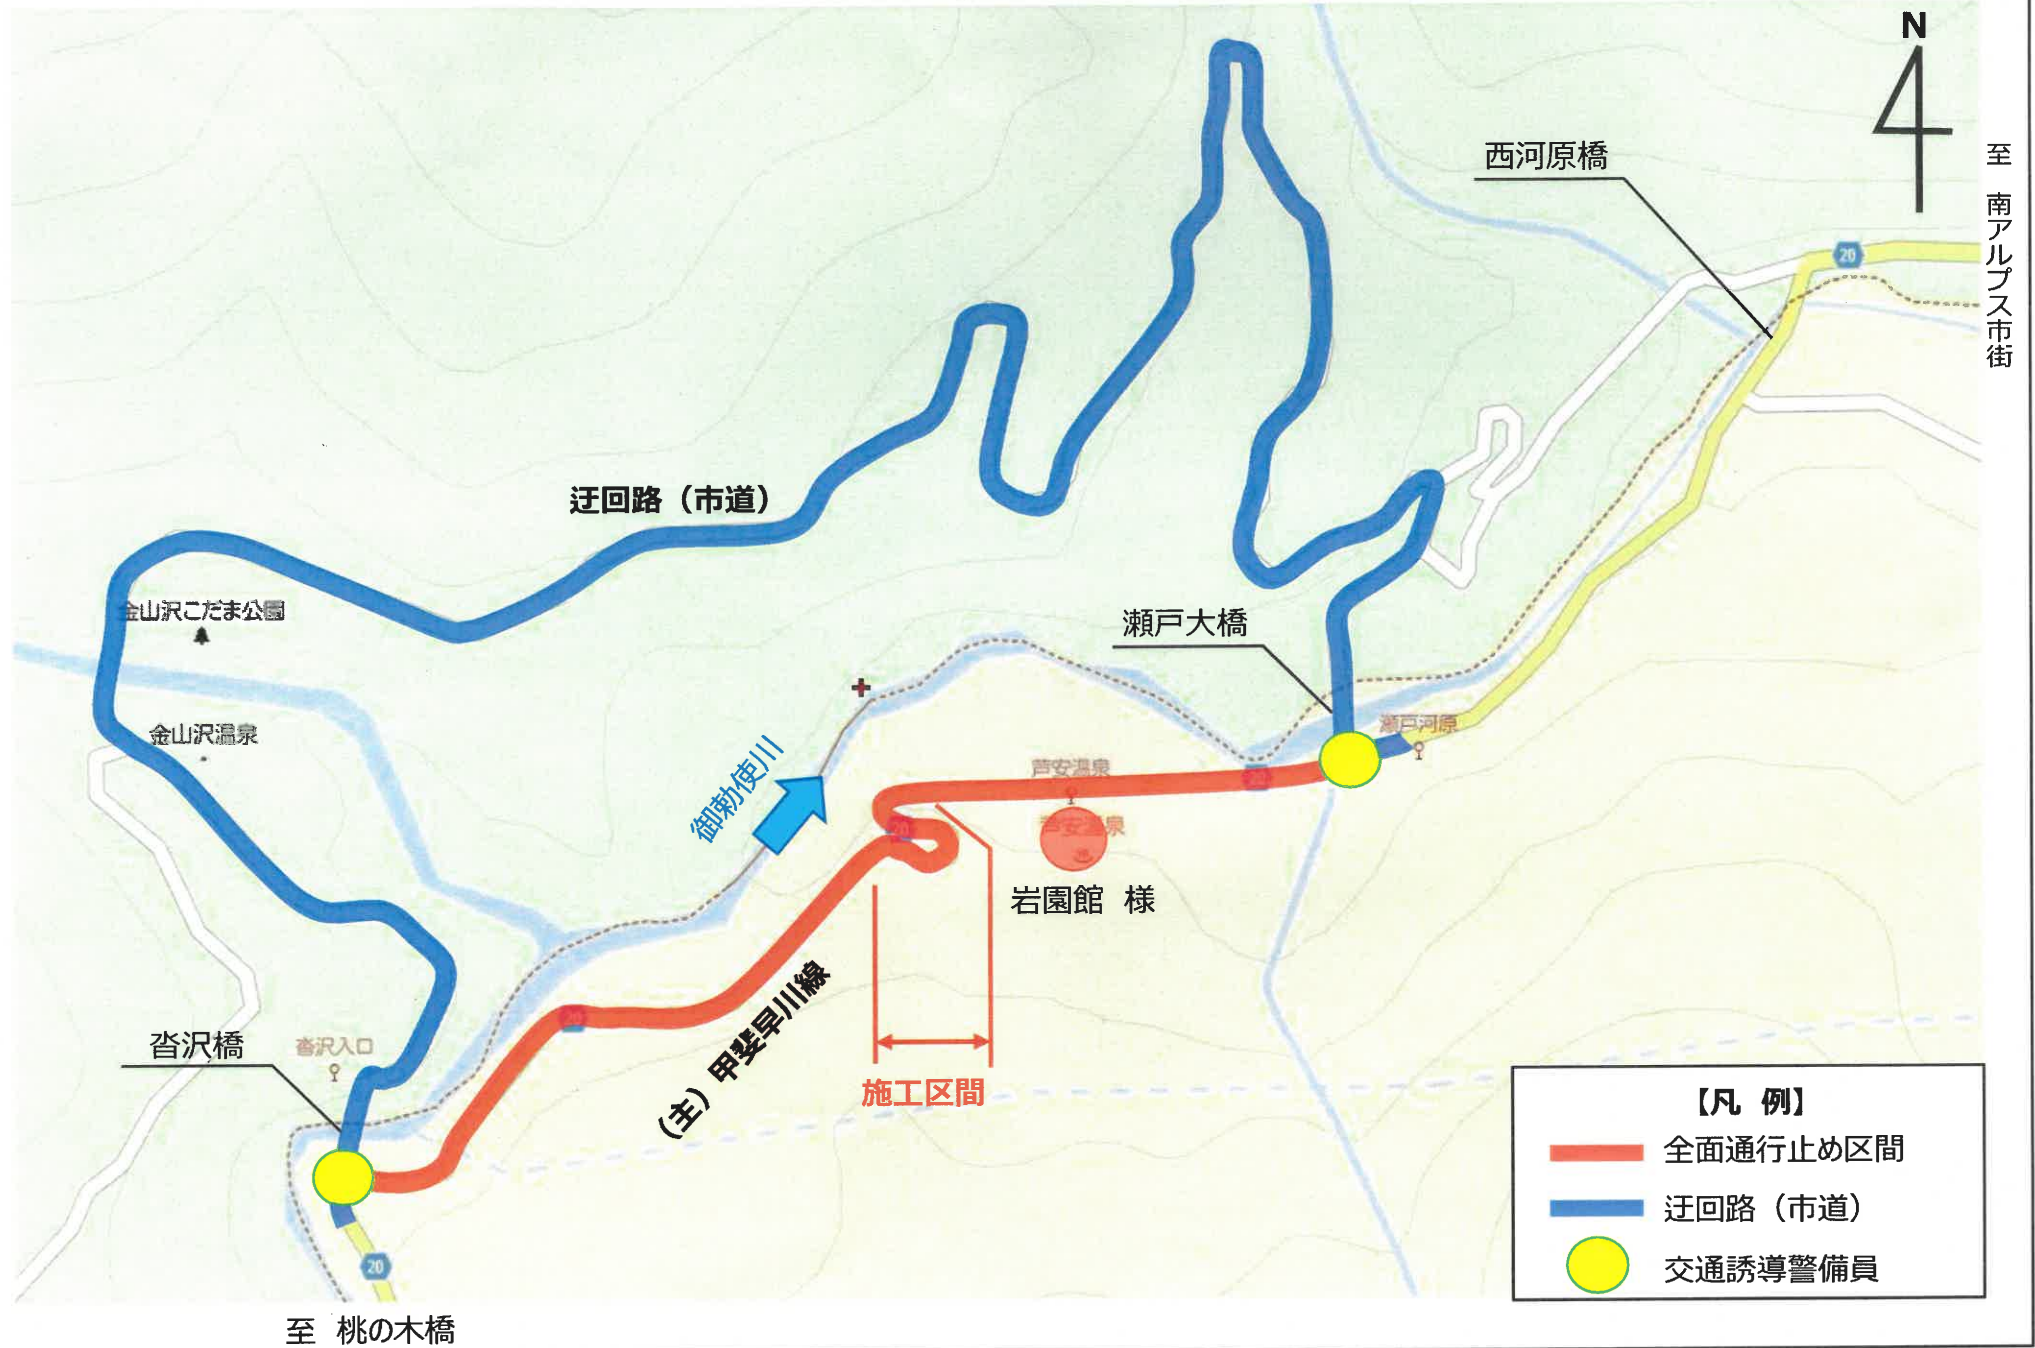 N
西河原橋
20
至 南アルプス市街
迂回路（市道）
金山沢こだま公園
瀬戸大橋
金山沢温泉
瀬戸河原
御勅使川
芦安温泉
20
20
芦安温泉
岩園館 様
（主）甲斐早川線
20
沓沢橋
沓沢入口
施工区間
【凡 例】
全面通行止め区間
迂回路（市道）
交通誘導警備員
20
至 桃の木橋